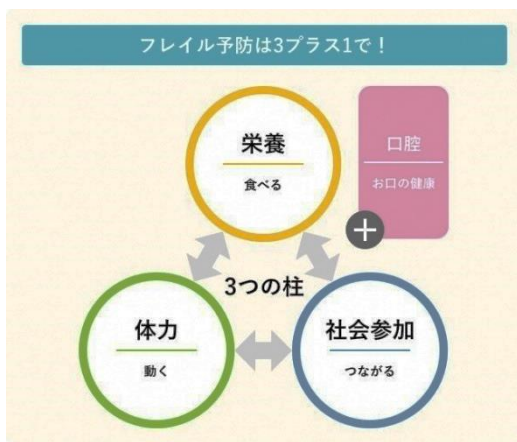 フレイル予防は3プラス1で！
栄養
食べる
口腔
お口の健康
+
3つの柱
体力
動く
社会参加
つながる